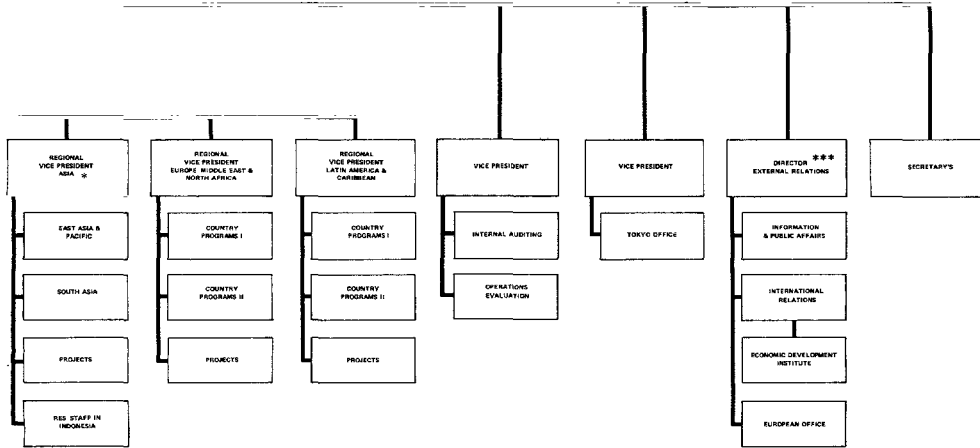 REGIONAL
VICE PRESIDENT
ASIA *
EAST ASIA &
PACIFIC
SOUTH ASIA
PROJECTS
RES STAFF IN
INDONESIA
REGIONAL
VICE PRESIDENT
EUROPE MIDDLE EAST &
NORTH AFRICA
COUNTRY
PROGRAMS I
COUNTRY
PROGRAMS II
PROJECTS
REGIONAL
VICE PRESIDENT
LATIN AMERICA &
CARIBBEAN
COUNTRY
PROGRAMS I
COUNTRY
PROGRAMS II
PROJECTS
VICE PRESIDENT
INTERNAL AUDITING
OPERATIONS
EVALUATION
VICE PRESIDENT
TOKYO OFFICE
DIRECTOR ***
EXTERNAL RELATIONS
INFORMATION
& PUBLIC AFFAIRS
INTERNATIONAL
RELATIONS
ECONOMIC DEVELOPMENT
INSTITUTE
EUROPEAN OFFICE
SECRETARY'S